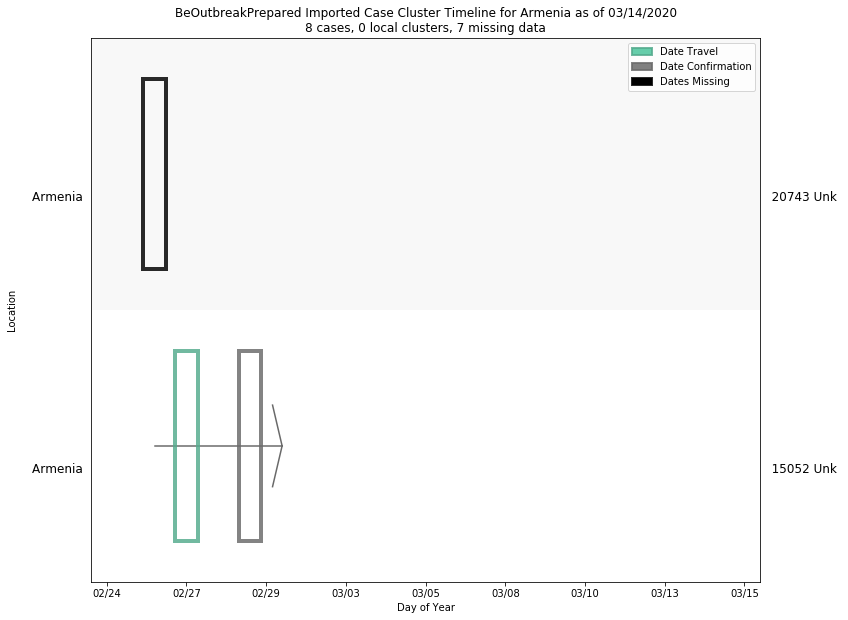 BeOutbreakPrepared Imported Case Cluster Timeline for Armenia as of 03/14/2020
8 cases, 0 local clusters, 7 missing data
Date Travel
Date Confirmation
Dates Missing
Armenia
20743 Unk
Location
Armenia
15052 Unk
02/24 02/27 02/29 03/03 03/05 03/08 03/10 03/13 03/15
Day of Year